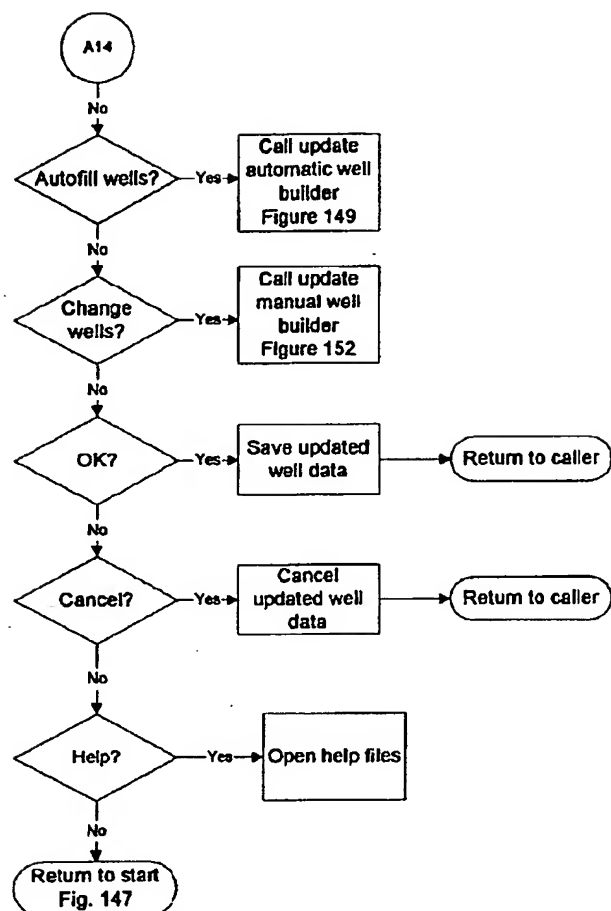 A14
No
Autofill wells?
Yes
Call update
automatic well
builder
Figure 149
No
Change
wells?
Yes
Call update
manual well
builder
Figure 152
No
OK?
Yes
Save updated
well data
Return to caller
No
Cancel?
Yes
Cancel
updated well
data
Return to caller
No
Help?
Yes
Open help files
No
Return to start
Fig. 147